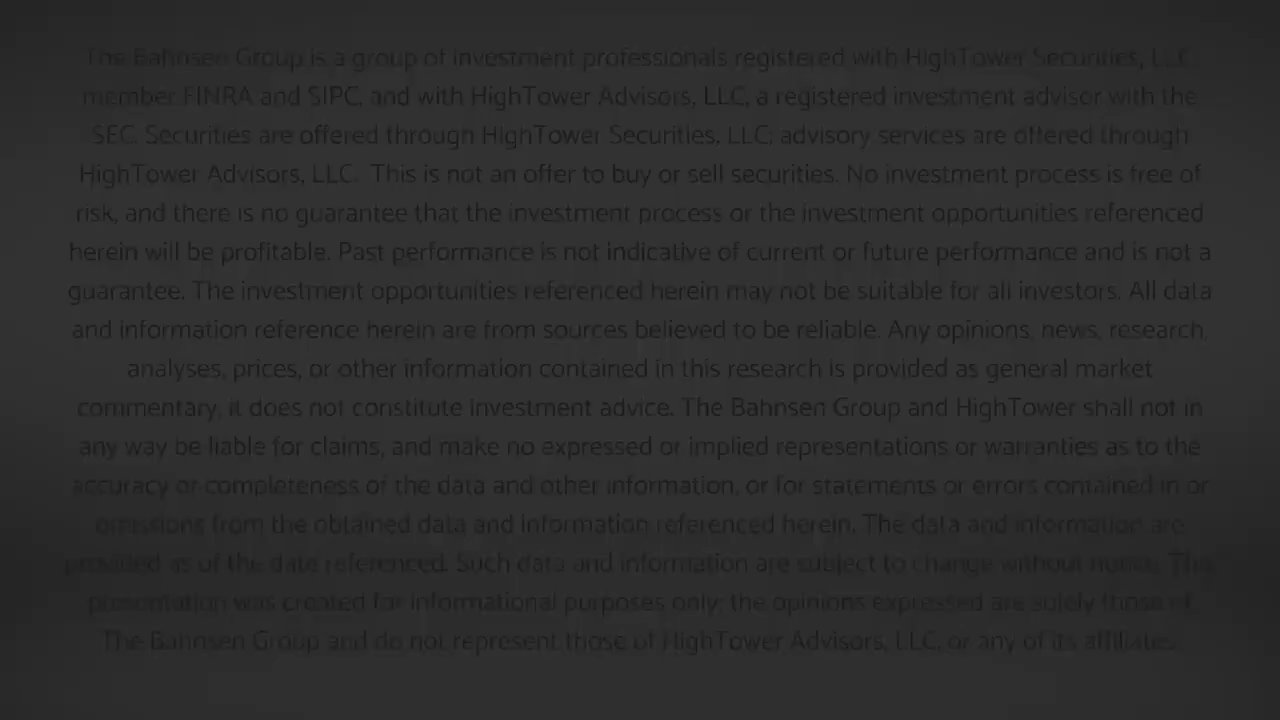 The Bahnsen Group is a group of investment professionals registered with HighTower Securities, LLC,
member FINRA and SIPC, and with HighTower Advisors, LLC, a registered investment advisor with the
SEC. Securities are offered through HighTower Securities, LLC; advisory services are offered through
HighTower Advisors, LLC. This is not an offer to buy or sell securities. No investment process is free of
risk, and there is no guarantee that the investment process or the investment opportunities referenced
herein will be profitable. Past performance is not indicative of current or future performance and is not a
guarantee. The investment opportunities referenced herein may not be suitable for all investors. All data
and information reference herein are from sources believed to be reliable. Any opinions, news, research,
analyses, prices, or other information contained in this research is provided as general market
commentary, it does not constitute investment advice. The Bahnsen Group and HighTower shall not in
any way be liable for claims, and make no expressed or implied representations or warranties as to the
accuracy or completeness of the data and other information, or for statements or errors contained in or
omissions from the obtained data and information referenced herein. The data and information are
provided as of the date referenced. Such data and information are subject to change without notice. This
presentation was created for informational purposes only; the opinions expressed are solely those of
The Bahnsen Group and do not represent those of HighTower Advisors, LLC, or any of its affiliates.